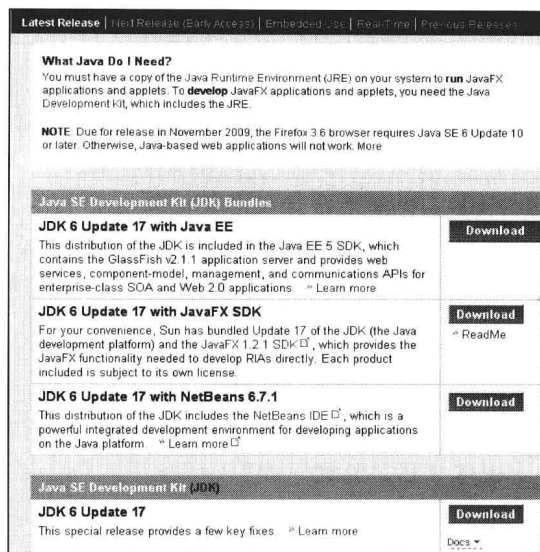 Latest Release | Next Release (Early Access) | Embedded Use | Real-Time | Previous Releases
What Java Do I Need?
You must have a copy of the Java Runtime Environment (JRE) on your system to run JavaFX
applications and applets. To develop JavaFX applications and applets, you need the Java
Development Kit, which includes the JRE.
NOTE: Due for release in November 2009, the Firefox 3.6 browser requires Java SE 6 Update 10
or later. Otherwise, Java-based web applications will not work. More
Java SE Development Kit (JDK) Bundles
JDK 6 Update 17 with Java EE
Download
This distribution of the JDK is included in the Java EE 5 SDK, which
contains the GlassFish v2.1.1 application server and provides web
services, component-model, management, and communications APIs for
enterprise-class SOA and Web 2.0 applications. » Learn more
JDK 6 Update 17 with JavaFX SDK
Download
For your convenience, Sun has bundled Update 17 of the JDK (the Java
» ReadMe
development platform) and the JavaFX 1.2.1 SDK, which provides the
JavaFX functionality needed to develop RIAs directly. Each product
included is subject to its own license.
JDK 6 Update 17 with NetBeans 6.7.1
Download
This distribution of the JDK includes the NetBeans IDE, which is a
powerful integrated development environment for developing applications
on the Java platform. » Learn more
Java SE Development Kit (JDK)
JDK 6 Update 17
Download
This special release provides a few key fixes. » Learn more
Docs